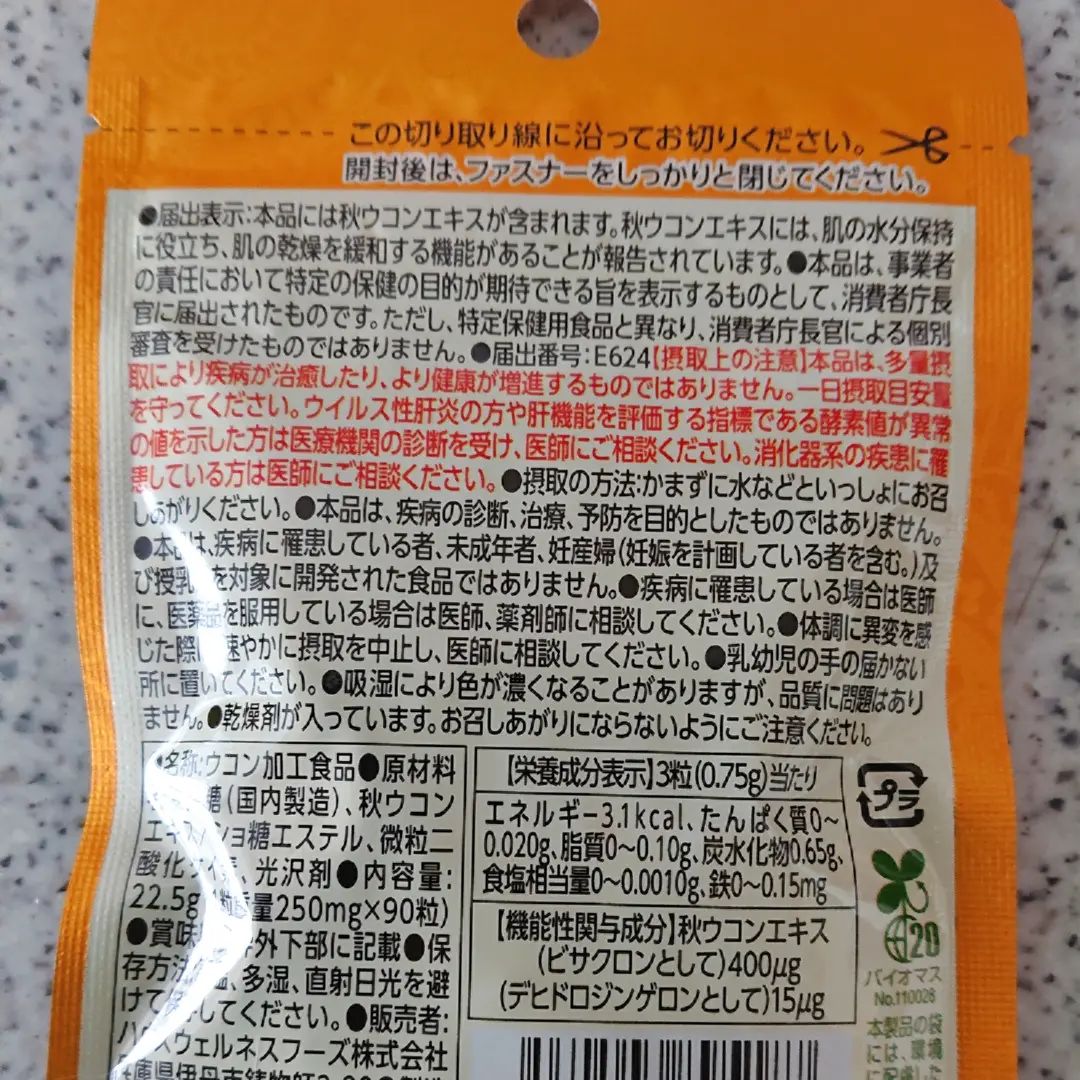 この切り取り線に沿ってお切りください。
開封後は、ファスナーをしっかりと閉じてください。
●届出表示:本品には秋ウコンエキスが含まれます。秋ウコンエキスには、肌の水分保持
に役立ち、肌の乾燥を緩和する機能があることが報告されています。●本品は、事業者
の責任において特定の保健の目的が期待できる旨を表示するものとして、消費者庁長
官に届出されたものです。ただし、特定保健用食品と異なり、消費者庁長官による個別
審査を受けたものではありません。●届出番号:E624【摂取上の注意】本品は、多量摂
取により疾病が治癒したり、より健康が増進するものではありません。一日摂取目安量
を守ってください。ウイルス性肝炎の方や肝機能を評価する指標である酵素値が異常
の値を示した方は医療機関の診断を受け、医師にご相談ください。消化器系の疾患に罹
患している方は医師にご相談ください。●摂取の方法:かまずに水などといっしょにお召
しあがりください。●本品は、疾病の診断、治療、予防を目的としたものではありません。
●本品は、疾病に罹患している者、未成年者、妊産婦(妊娠を計画している者を含む。)及
び授乳 を対象に開発された食品ではありません。●疾病に罹患している場合は医師
に、医薬品を服用している場合は医師、薬剤師に相談してください。●体調に異変を感
じた際 速やかに摂取を中止し、医師に相談してください。●乳幼児の手の届かない
所に置いてください。●吸湿により色が濃くなることがありますが、品質に問題はあり
ません。●乾燥剤が入っています。お召しあがりにならないようにご注意ください。
●名称:ウコン加工食品●原材料
糖(国内製造)、秋ウコン
エキス/ショ糖エステル、微粒二
酸化ケイ素、光沢剤●内容量:
22.5g 重量250mg×90粒)
●賞味 枠外下部に記載●保
存方法 温、多湿、直射日光を避
けて してください。●販売者:
ハウスウェルネスフーズ株式会社
兵庫県伊丹市鋳物師
【栄養成分表示】3粒(0.75g)当たり
エネルギー3.1kcal、たんぱく質0~
0.020g、脂質0~0.10g、炭水化物0.65g、
食塩相当量0~0.0010g、鉄0~0.15mg
【機能性関与成分】秋ウコンエキス
(ビサクロンとして)400μg
(デヒドロジンゲロンとして)15μg
プラ
20
バイオマス
No.110026
本製品の袋
には、環境
に配慮した